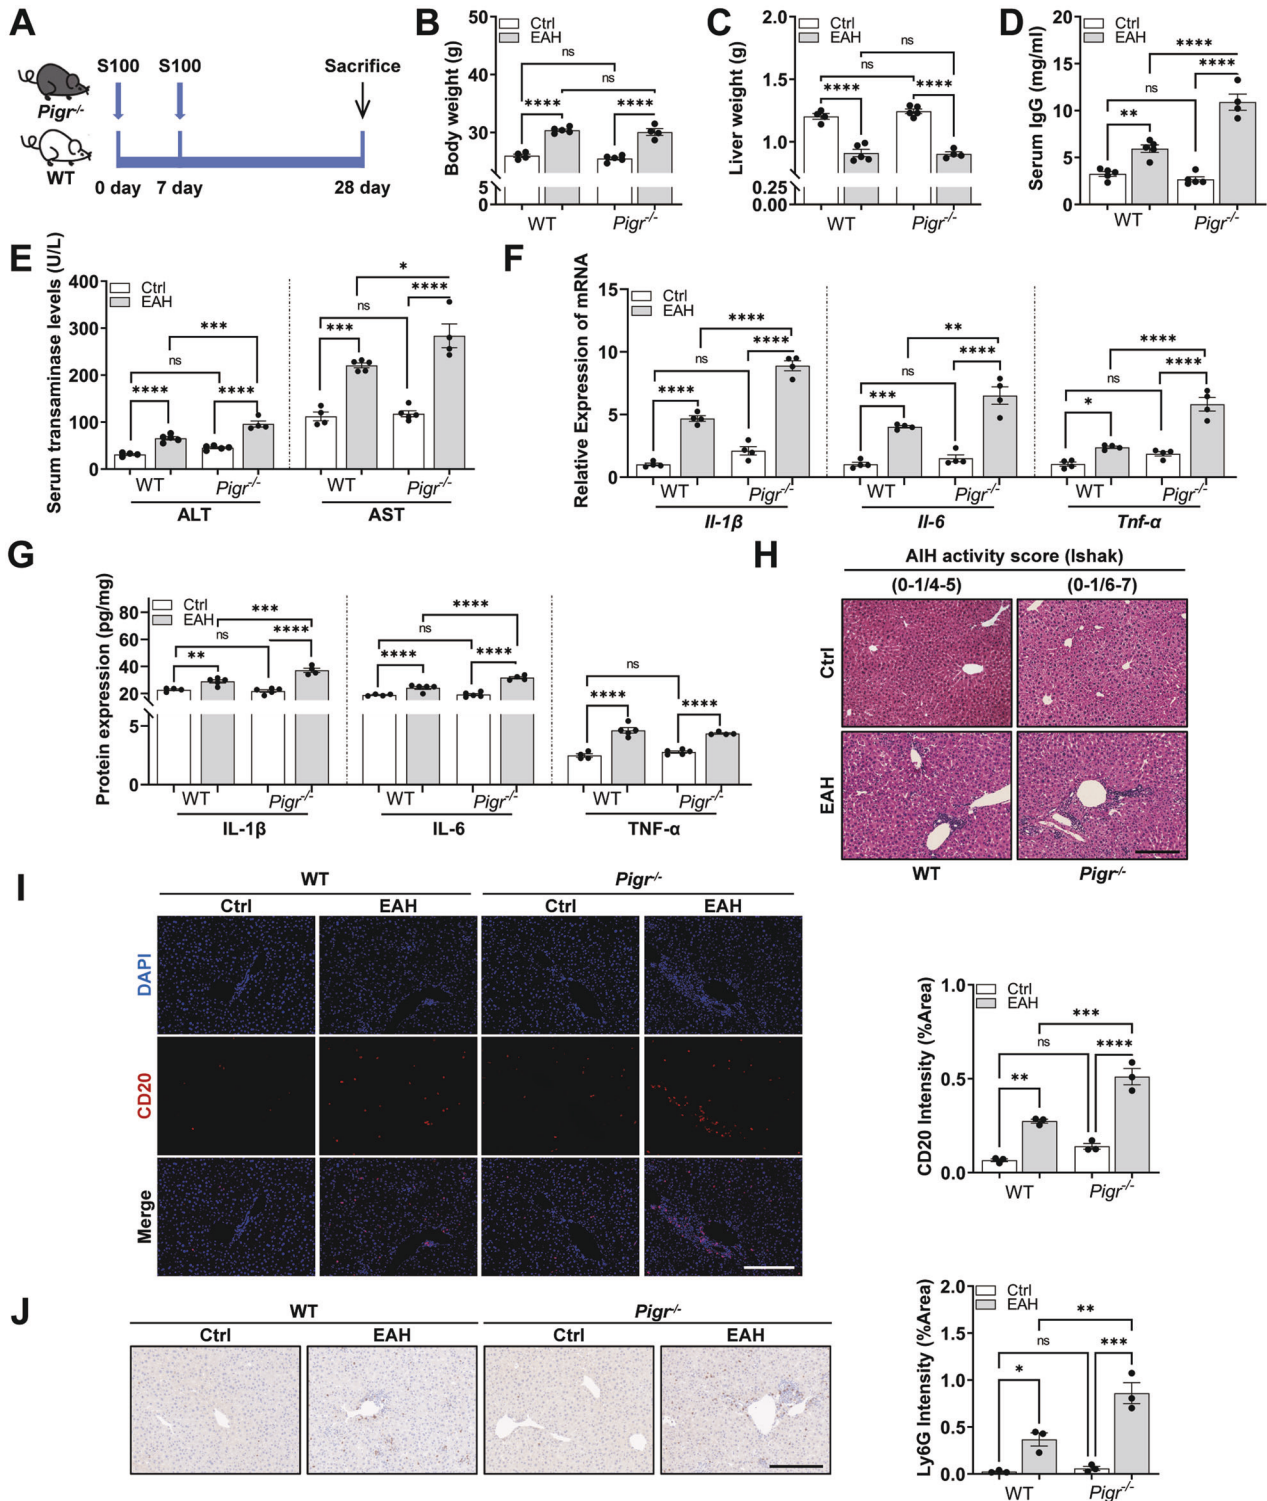 A
S100 S100 Sacrifice
Pigr-/-
WT
0 day 7 day 28 day
B
Body weight (g)
50
40
30
5
0
Ctrl
EAH
ns
ns
**** ****
WT Pigr-/-
C
Liver weight (g)
2.0
1.5
1.0
0.25
0.00
Ctrl
EAH
ns
ns
**** ****
WT Pigr-/-
D
Serum IgG (mg/ml)
20
15
10
5
0
Ctrl
EAH
****
****
ns
**
WT Pigr-/-
E
Serum transaminase levels (U/L)
400
300
200
100
0
Ctrl
EAH
***
ns
**** ****
*
****
ns
***
WT Pigr-/- WT Pigr-/-
ALT AST
F
Relative Expression of mRNA
15
10
5
0
Ctrl
EAH
****
****
ns
****
**
****
ns
***
****
****
ns
*
WT Pigr-/- WT Pigr-/- WT Pigr-/-
Il-1β Il-6 Tnf-α
G
Protein expression (pg/mg)
80
60
40
20
5
0
Ctrl
EAH
***
ns ****
**
****
ns
**** ****
ns
ns
**** ****
WT Pigr-/- WT Pigr-/- WT Pigr-/-
IL-1β IL-6 TNF-α
H
AIH activity score (Ishak)
(0-1/4-5) (0-1/6-7)
Ctrl
EAH
WT Pigr-/-
I
WT Pigr-/-
Ctrl EAH Ctrl EAH
DAPI
CD20
Merge
CD20 Intensity (%Area)
1.0
0.5
0.0
Ctrl
EAH
***
ns ****
**
WT Pigr-/-
J
WT Pigr-/-
Ctrl EAH Ctrl EAH
Ly6G Intensity (%Area)
2.0
1.5
1.0
0.5
0.0
Ctrl
EAH
**
ns ***
*
WT Pigr-/-